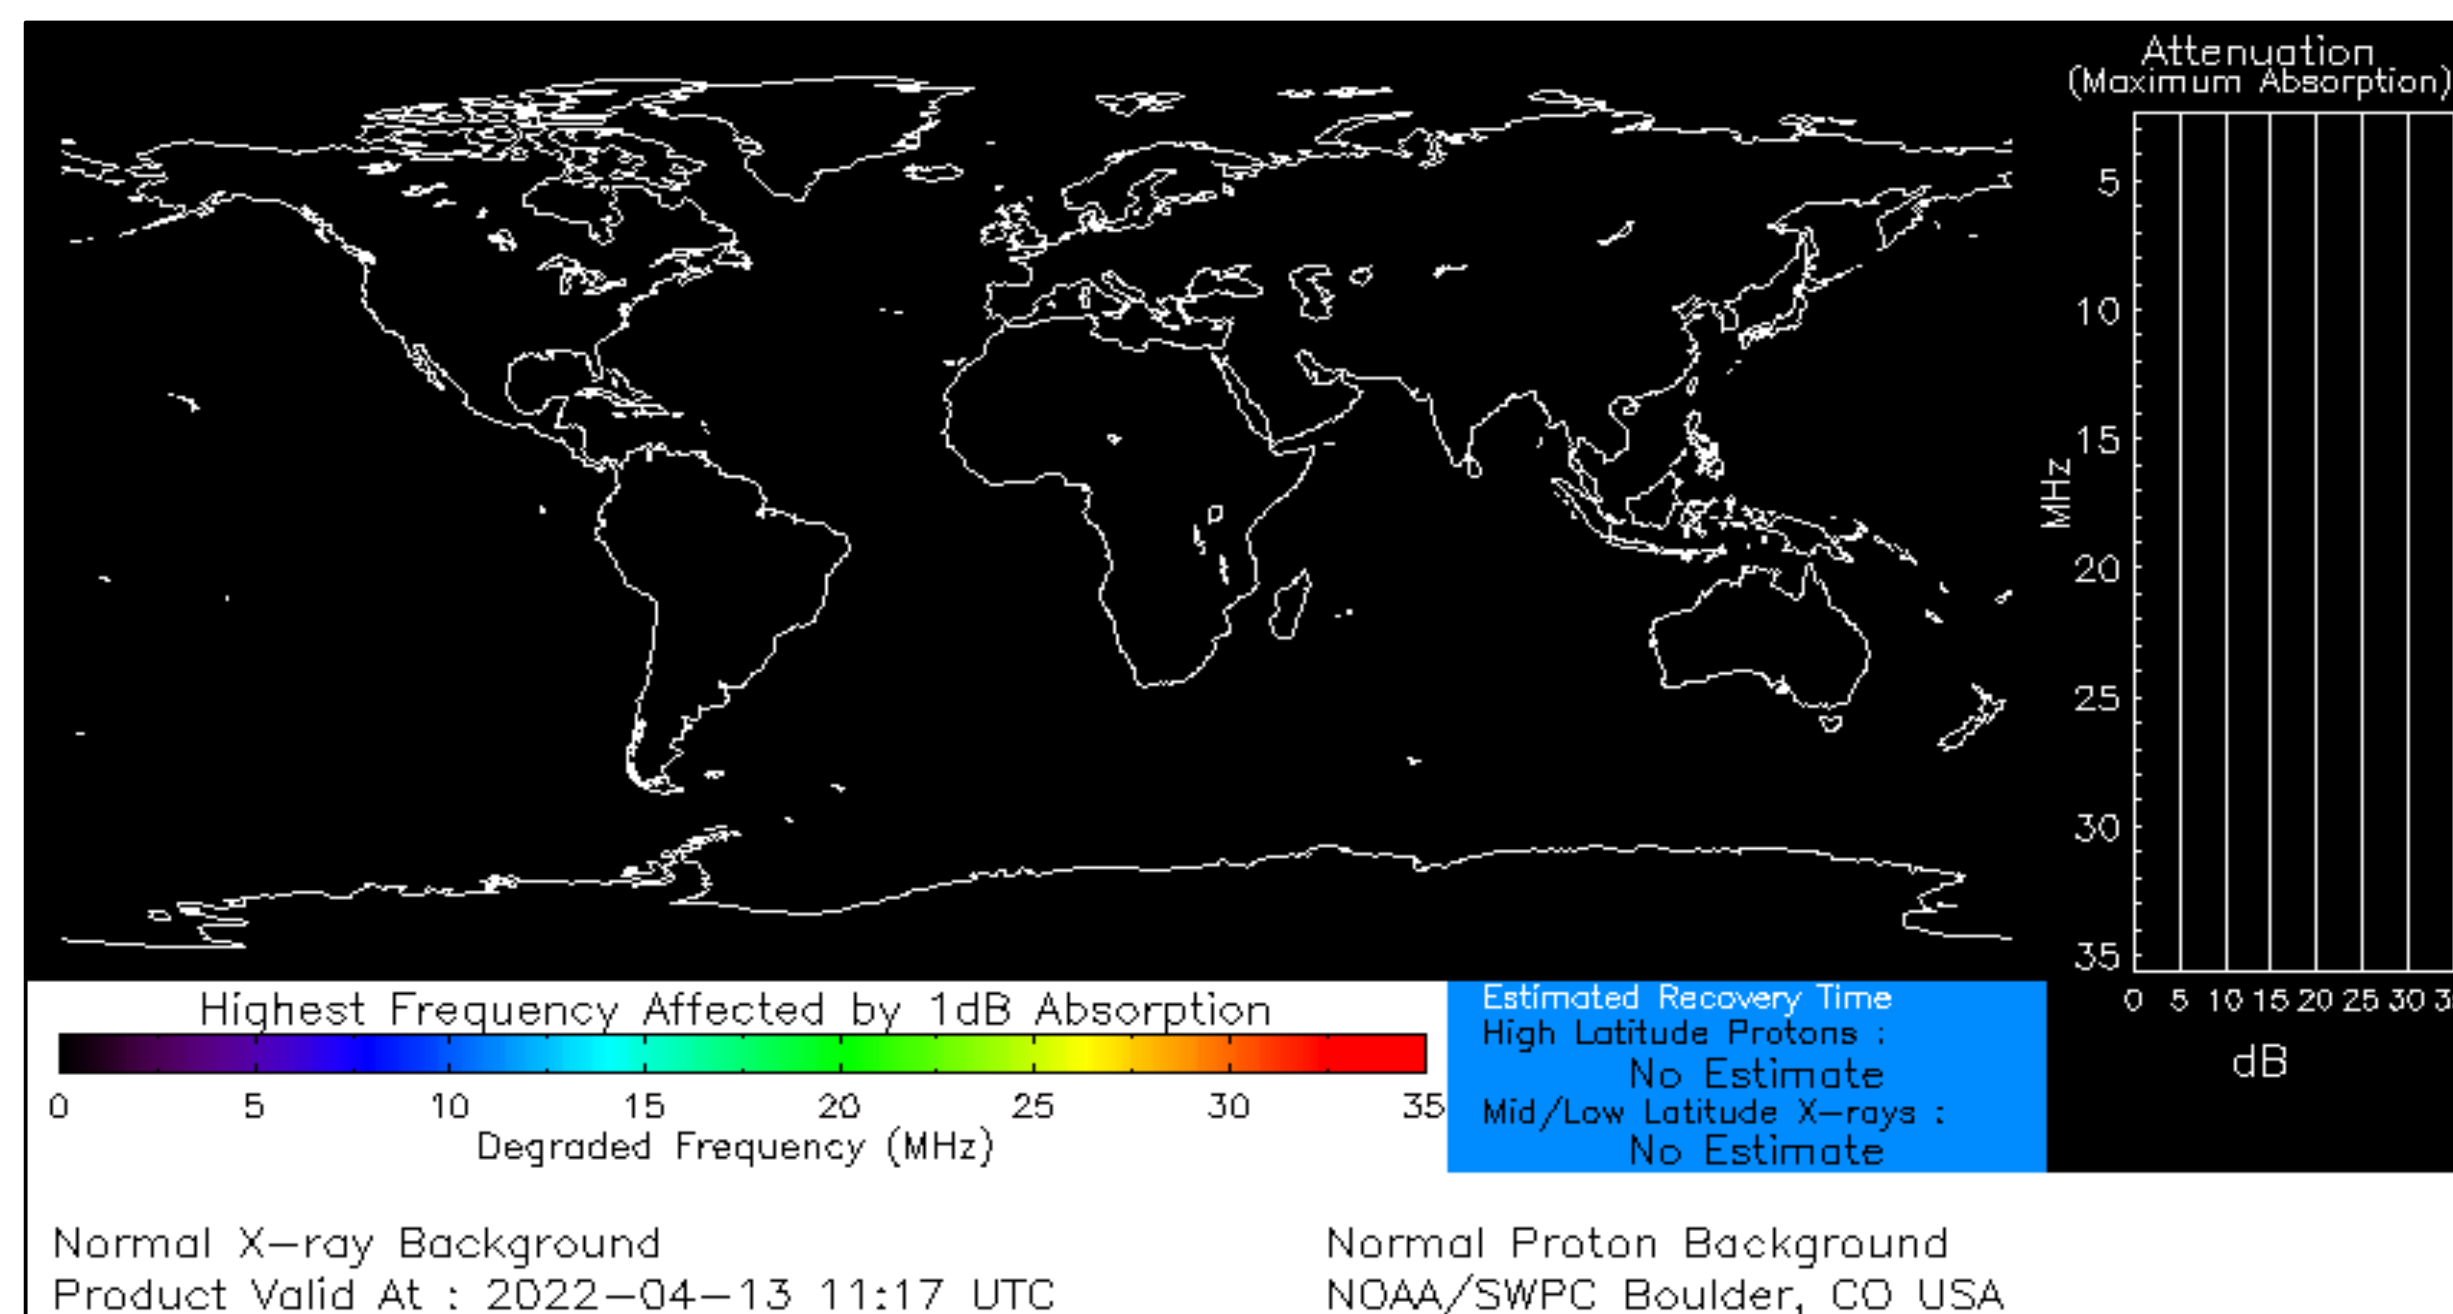 Attenuation
(Maximum Absorption)
5
10
15
20
25
30
35
MHz
0 5 10 15 20 25 30
dB
Highest Frequency Affected by 1dB Absorption
0 5 10 15 20 25 30 35
Degraded Frequency (MHz)
Estimated Recovery Time
High Latitude Protons :
No Estimate
Mid/Low Latitude X-rays :
No Estimate
Normal X-ray Background
Normal Proton Background
Product Valid At : 2022-04-13 11:17 UTC
NOAA/SWPC Boulder, CO USA